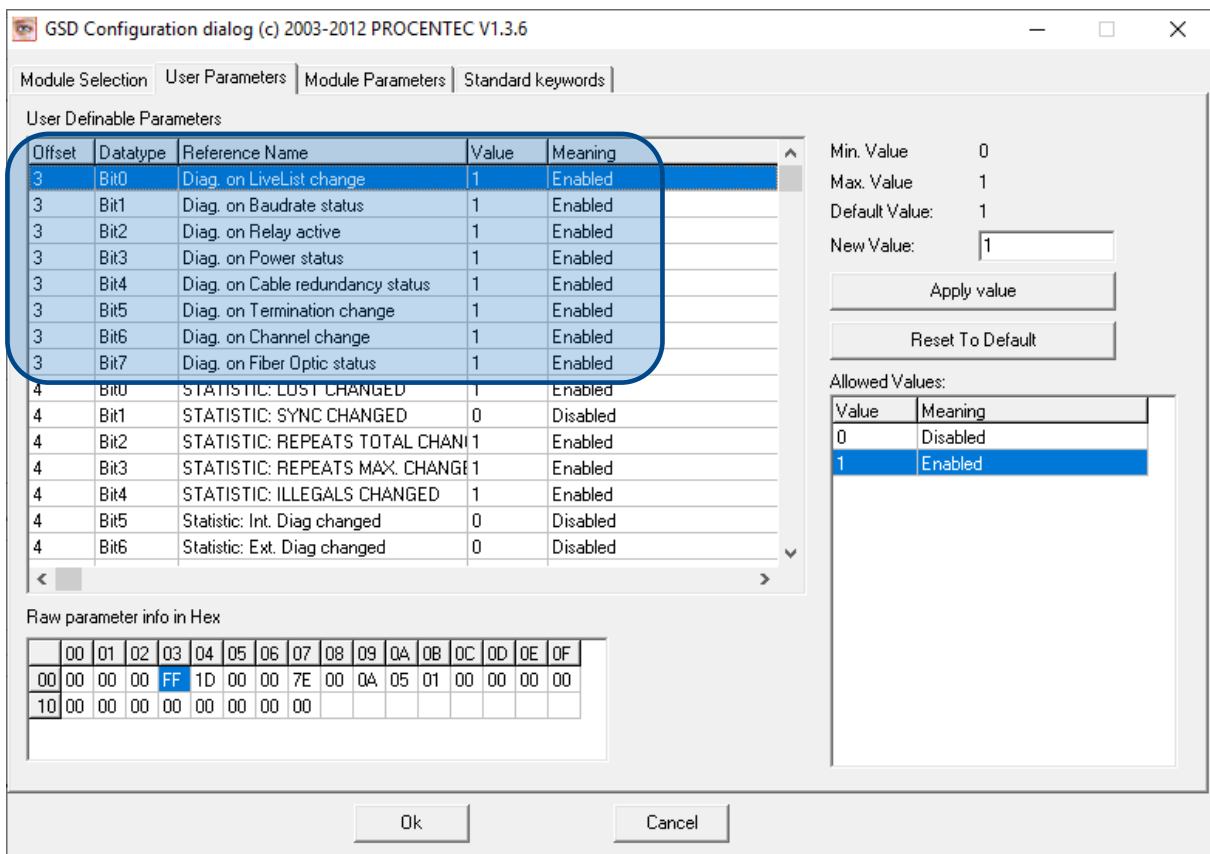 GSD Configuration dialog (c) 2003-2012 PROCENTEC V1.3.6
Module Selection User Parameters Module Parameters Standard keywords
User Definable Parameters
Offset Datatype Reference Name Value Meaning
3 Bit0 Diag. on LiveList change 1 Enabled
3 Bit1 Diag. on Baudrate status 1 Enabled
3 Bit2 Diag. on Relay active 1 Enabled
3 Bit3 Diag. on Power status 1 Enabled
3 Bit4 Diag. on Cable redundancy status 1 Enabled
3 Bit5 Diag. on Termination change 1 Enabled
3 Bit6 Diag. on Channel change 1 Enabled
3 Bit7 Diag. on Fiber Optic status 1 Enabled
4 Bit0 STATISTIC: LOST CHANGED 1 Enabled
4 Bit1 STATISTIC: SYNC CHANGED 0 Disabled
4 Bit2 STATISTIC: REPEATS TOTAL CHAN 1 Enabled
4 Bit3 STATISTIC: REPEATS MAX. CHANGE 1 Enabled
4 Bit4 STATISTIC: ILLEGALS CHANGED 1 Enabled
4 Bit5 Statistic: Int. Diag changed 0 Disabled
4 Bit6 Statistic: Ext. Diag changed 0 Disabled
Min. Value 0
Max. Value 1
Default Value: 1
New Value: 1
Apply value
Reset To Default
Allowed Values:
Value Meaning
0 Disabled
1 Enabled
Raw parameter info in Hex
00 01 02 03 04 05 06 07 08 09 0A 0B 0C 0D 0E 0F
00 00 00 00 FF 1D 00 00 7E 00 0A 05 01 00 00 00 00
10 00 00 00 00 00 00 00 00
Ok Cancel